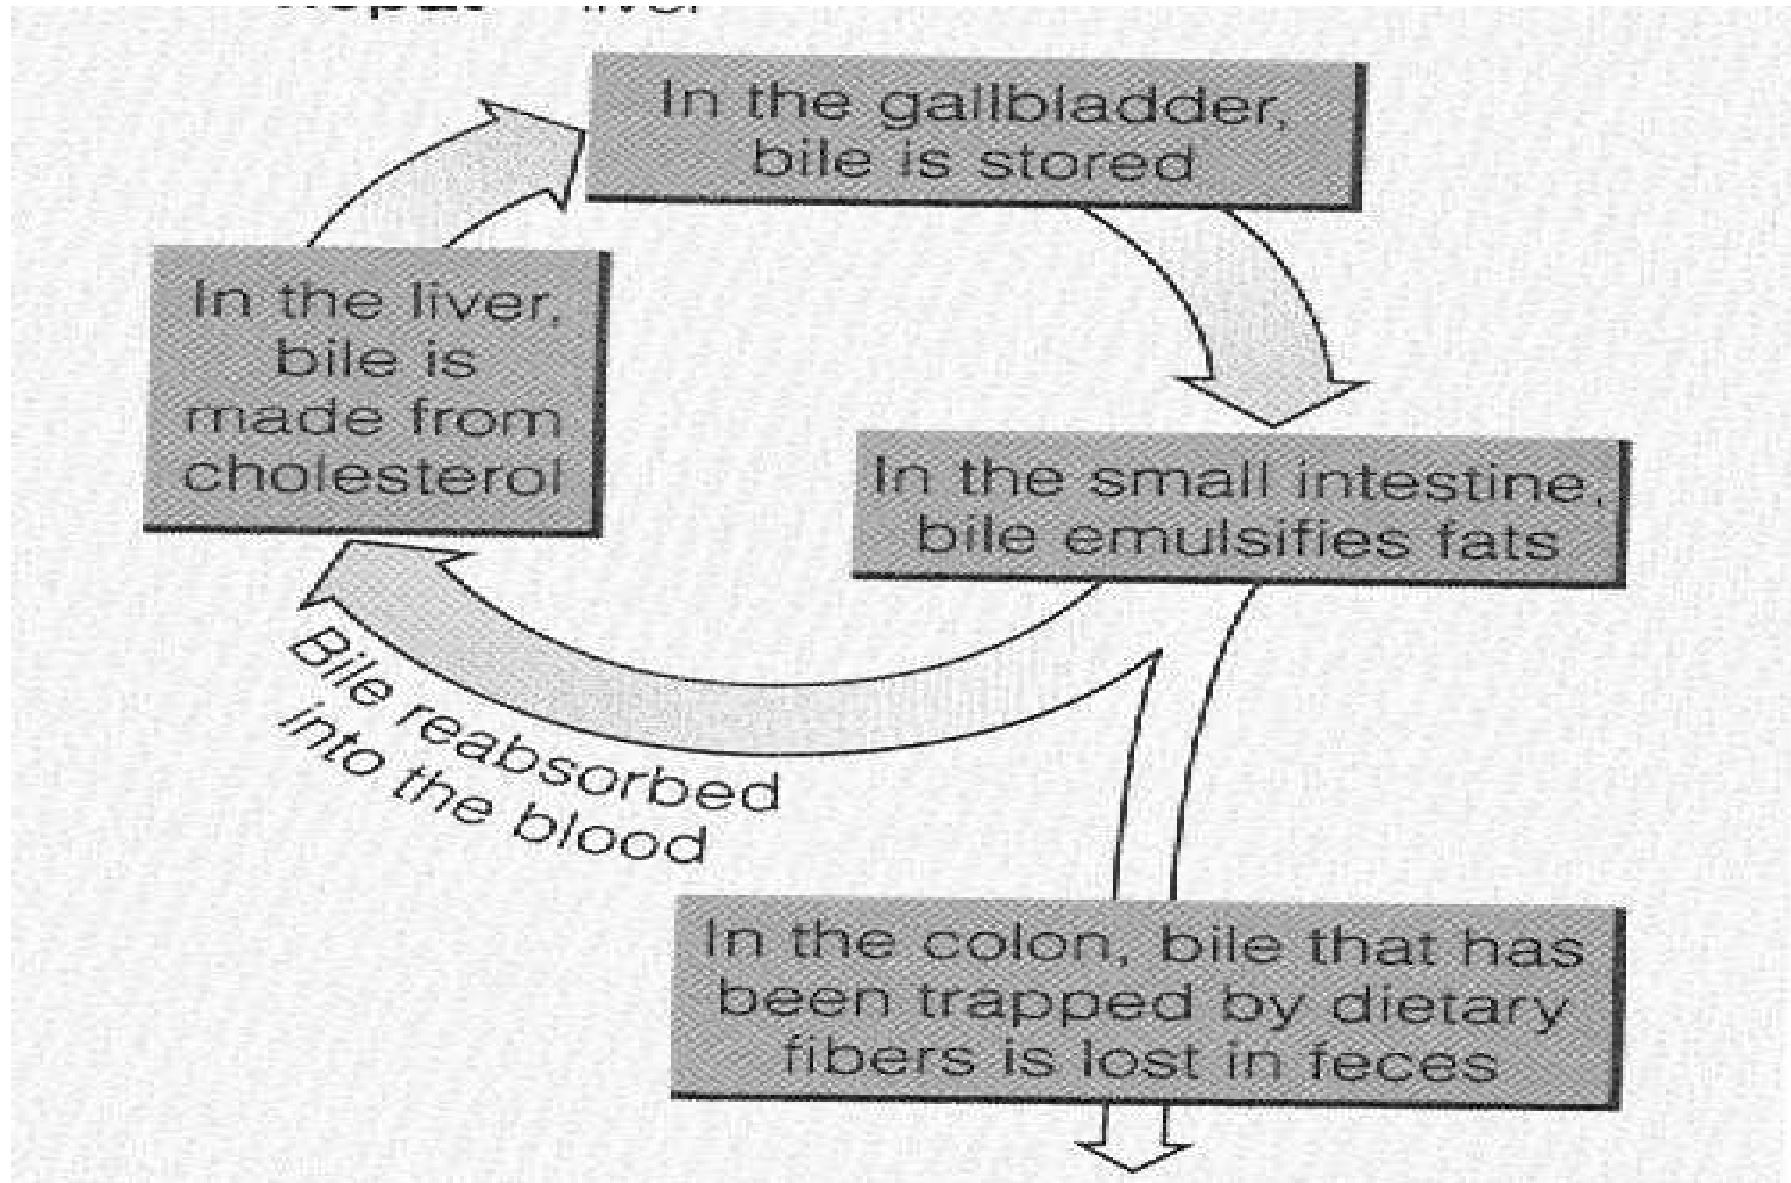 liver
In the gallbladder,
bile is stored
In the liver,
bile is
made from
cholesterol
In the small intestine,
bile emulsifies fats
Bile reabsorbed
into the blood
In the colon, bile that has
been trapped by dietary
fibers is lost in feces